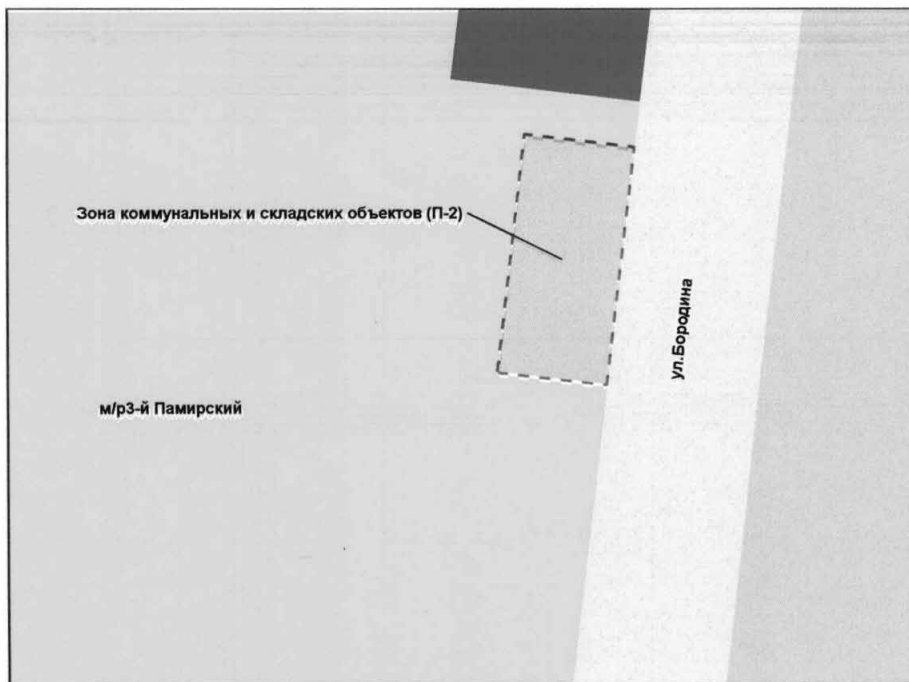 Зона коммунальных и складских объектов (П-2)
ул.Бородина
м/р3-й Памирский